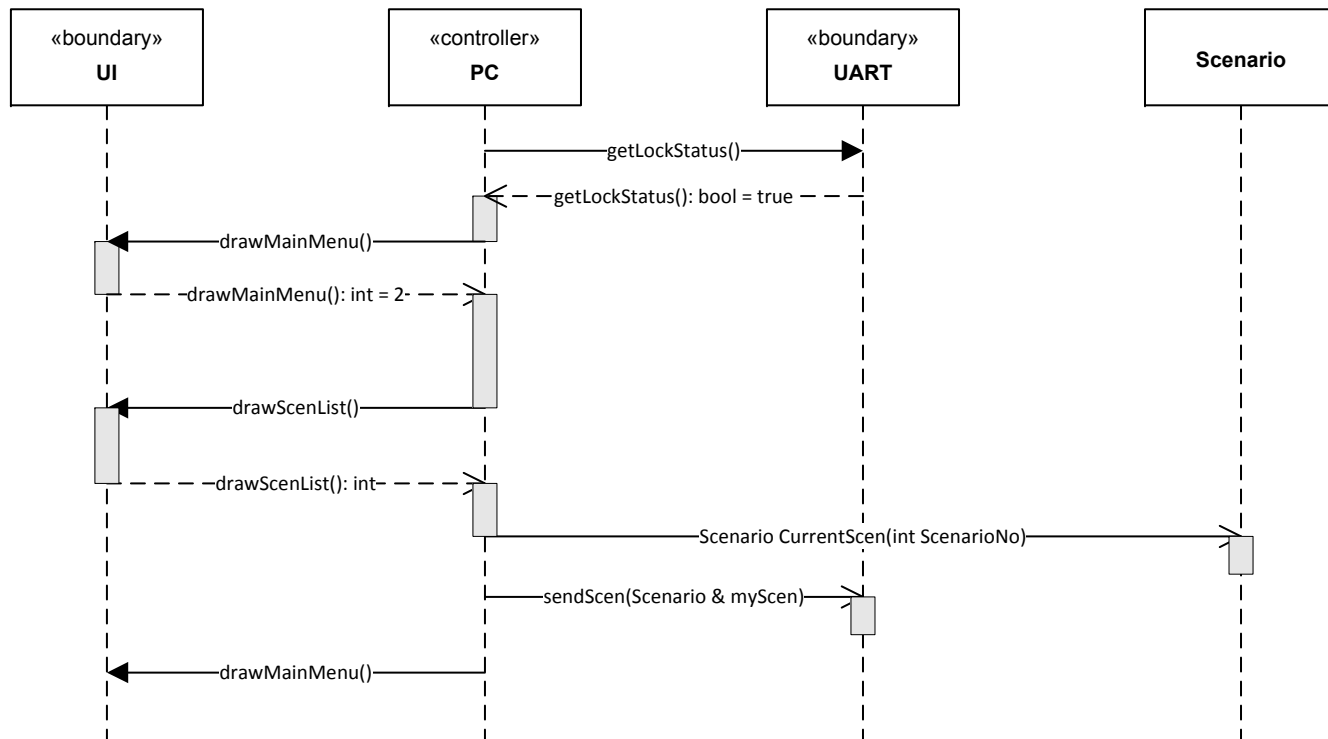 «boundary»
UI
«controller»
PC
«boundary»
UART
Scenario
getLockStatus()
getLockStatus(): bool = true
drawMainMenu()
drawMainMenu(): int = 2
drawScenList()
drawScenList(): int
Scenario CurrentScen(int ScenarioNo)
sendScen(Scenario & myScen)
drawMainMenu()